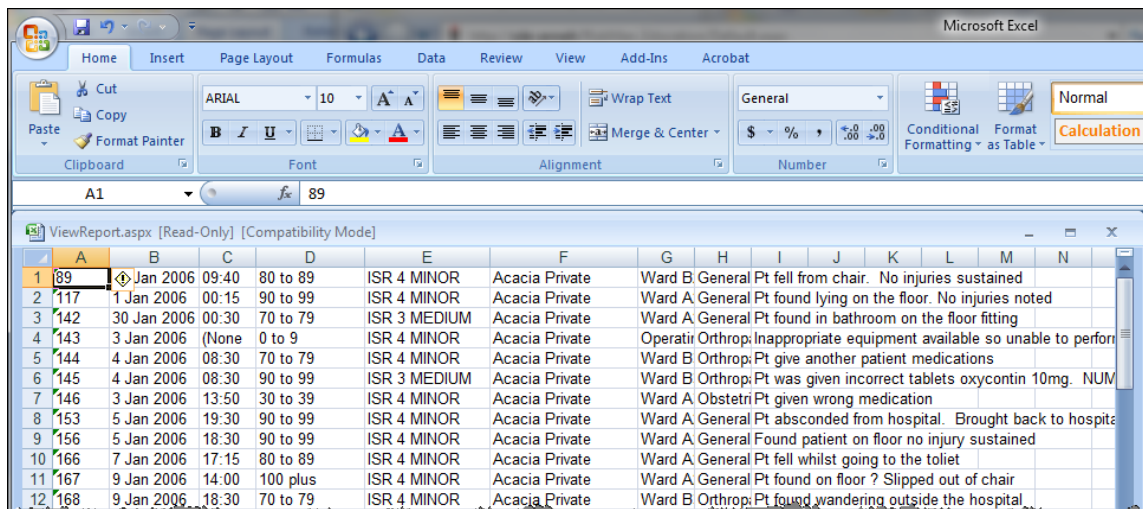 Microsoft Excel
Home Insert Page Layout Formulas Data Review View Add-Ins Acrobat
Paste
Cut
Copy
Format Painter
Clipboard
ARIAL 10 A A
B I U A
Font
Wrap Text
Merge & Center
Alignment
General
$ % , .0 .00 .00 .0
Number
Conditional Formatting
Format as Table
Normal
Calculation
A1 fx 89
ViewReport.aspx [Read-Only] [Compatibility Mode]
A B C D E F G H I J K L M N
1 89 Jan 2006 09:40 80 to 89 ISR 4 MINOR Acacia Private Ward B General Pt fell from chair. No injuries sustained
2 117 1 Jan 2006 00:15 90 to 99 ISR 4 MINOR Acacia Private Ward A General Pt found lying on the floor. No injuries noted
3 142 30 Jan 2006 00:30 70 to 79 ISR 3 MEDIUM Acacia Private Ward A General Pt found in bathroom on the floor fitting
4 143 3 Jan 2006 (None 0 to 9 ISR 4 MINOR Acacia Private Operatin Orthop Inappropriate equipment available so unable to perforr
5 144 4 Jan 2006 08:30 70 to 79 ISR 4 MINOR Acacia Private Ward B Orthop Pt give another patient medications
6 145 4 Jan 2006 08:30 90 to 99 ISR 3 MEDIUM Acacia Private Ward B Orthop Pt was given incorrect tablets oxycontin 10mg. NUM
7 146 3 Jan 2006 13:50 30 to 39 ISR 4 MINOR Acacia Private Ward A Obstetri Pt given wrong medication
8 153 5 Jan 2006 19:30 90 to 99 ISR 4 MINOR Acacia Private Ward A General Pt absconded from hospital. Brought back to hospita
9 156 5 Jan 2006 18:30 90 to 99 ISR 4 MINOR Acacia Private Ward A General Found patient on floor no injury sustained
10 166 7 Jan 2006 17:15 80 to 89 ISR 4 MINOR Acacia Private Ward A General Pt fell whilst going to the toliet
11 167 9 Jan 2006 14:00 100 plus ISR 4 MINOR Acacia Private Ward A General Pt found on floor ? Slipped out of chair
12 168 9 Jan 2006 18:30 70 to 79 ISR 4 MINOR Acacia Private Ward B Orthop Pt found wandering outside the hospital